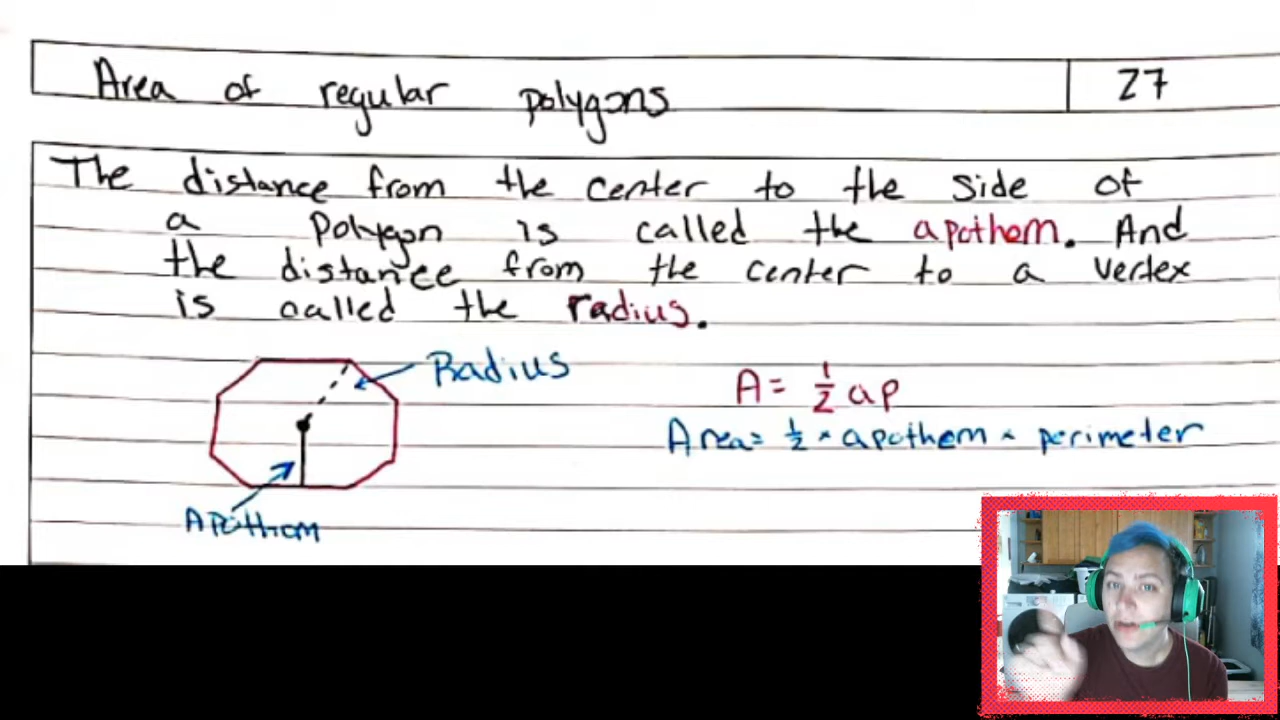 Area of regular polygons
27
The distance from the center to the side of
a polygon is called the apothem. And
the distance from the center to a vertex
is called the radius.
Radius
A = 1/2 ap
Area = 1/2 × apothem × perimeter
Apothem